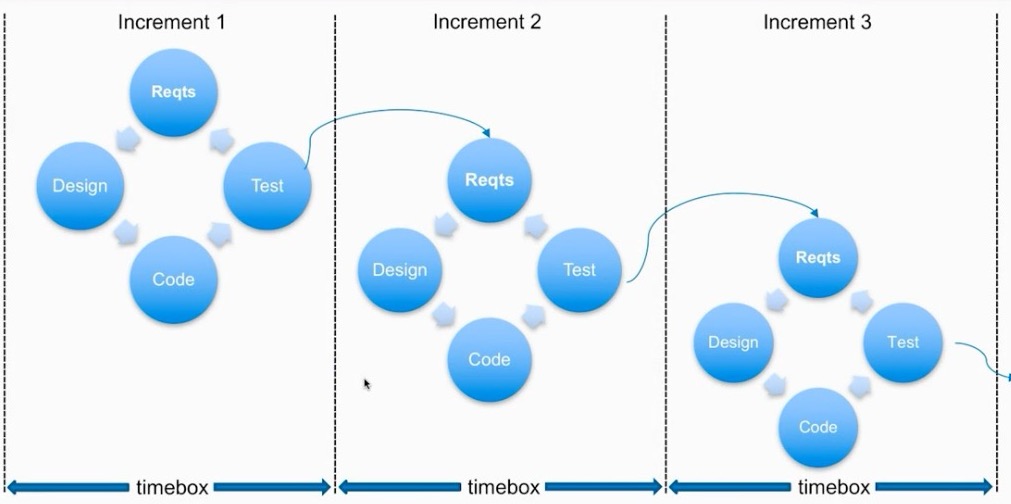 Increment 1
Increment 2
Increment 3
Reqts
Design
Test
Code
Reqts
Design
Test
Code
Reqts
Design
Test
Code
timebox
timebox
timebox